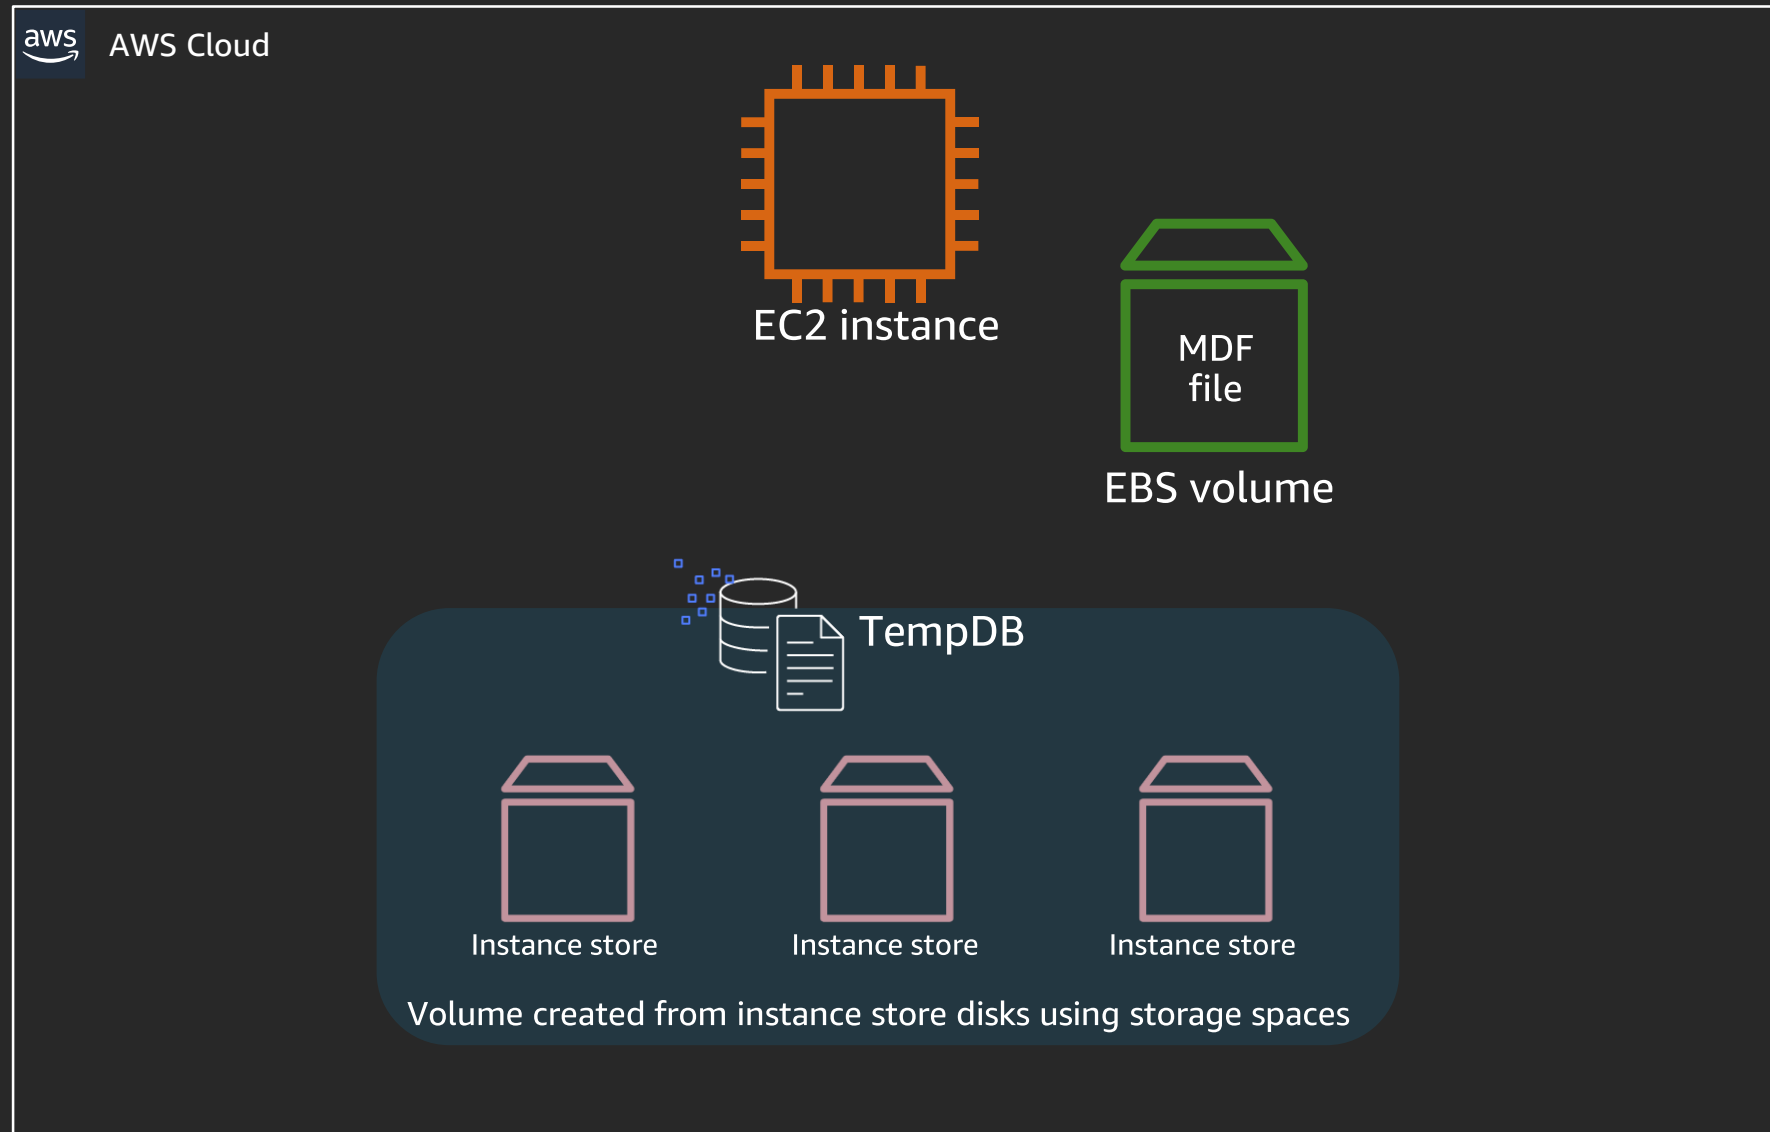 aws
AWS Cloud
EC2 instance
MDF
file
EBS volume
TempDB
Instance store
Instance store
Instance store
Volume created from instance store disks using storage spaces